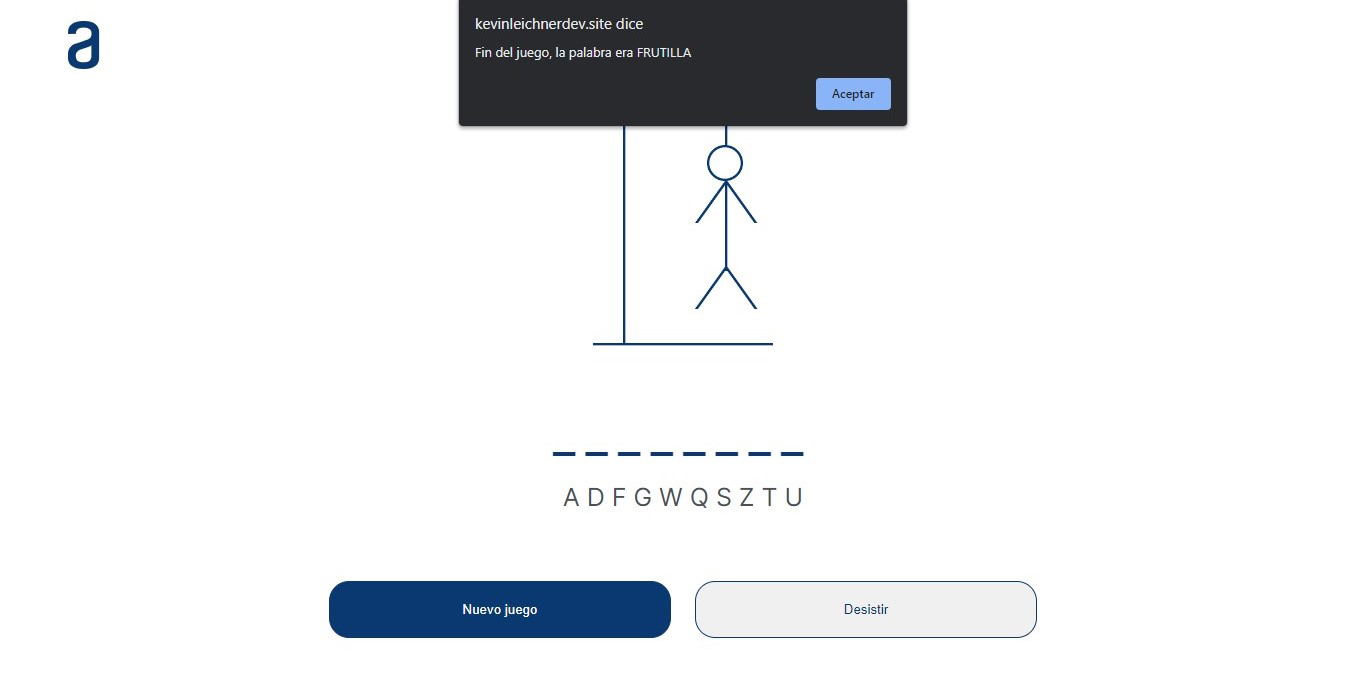 a
kevinleichnerdev.site dice
Fin del juego, la palabra era FRUTILLA
Aceptar
A D F G W Q S Z T U
Nuevo juego
Desistir